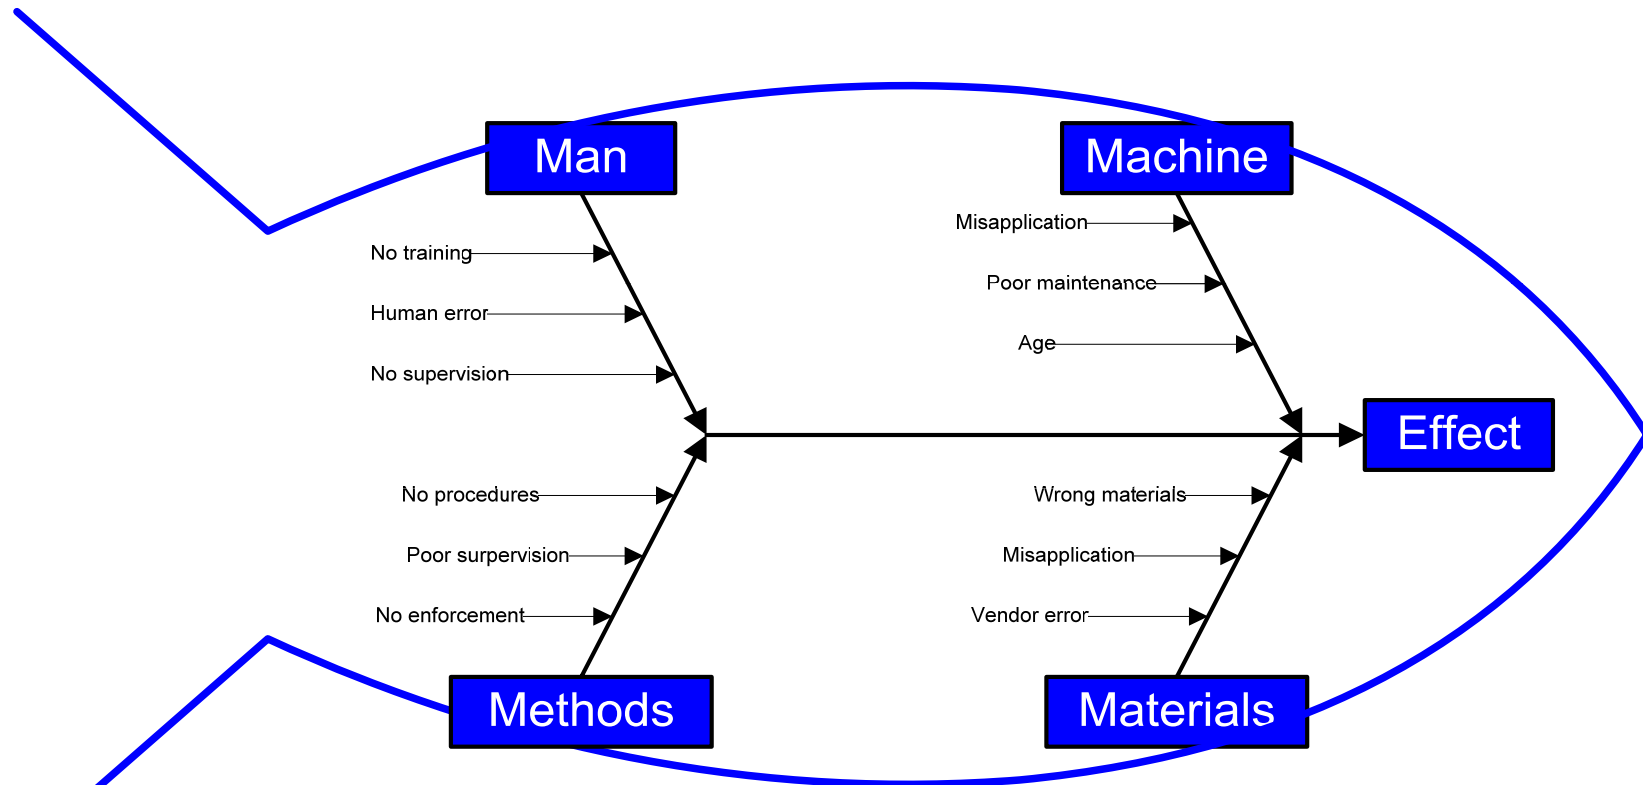 Man
Machine
Misapplication
No training
Poor maintenance
Human error
Age
No supervision
Effect
No procedures
Wrong materials
Poor surpervision
Misapplication
No enforcement
Vendor error
Methods
Materials